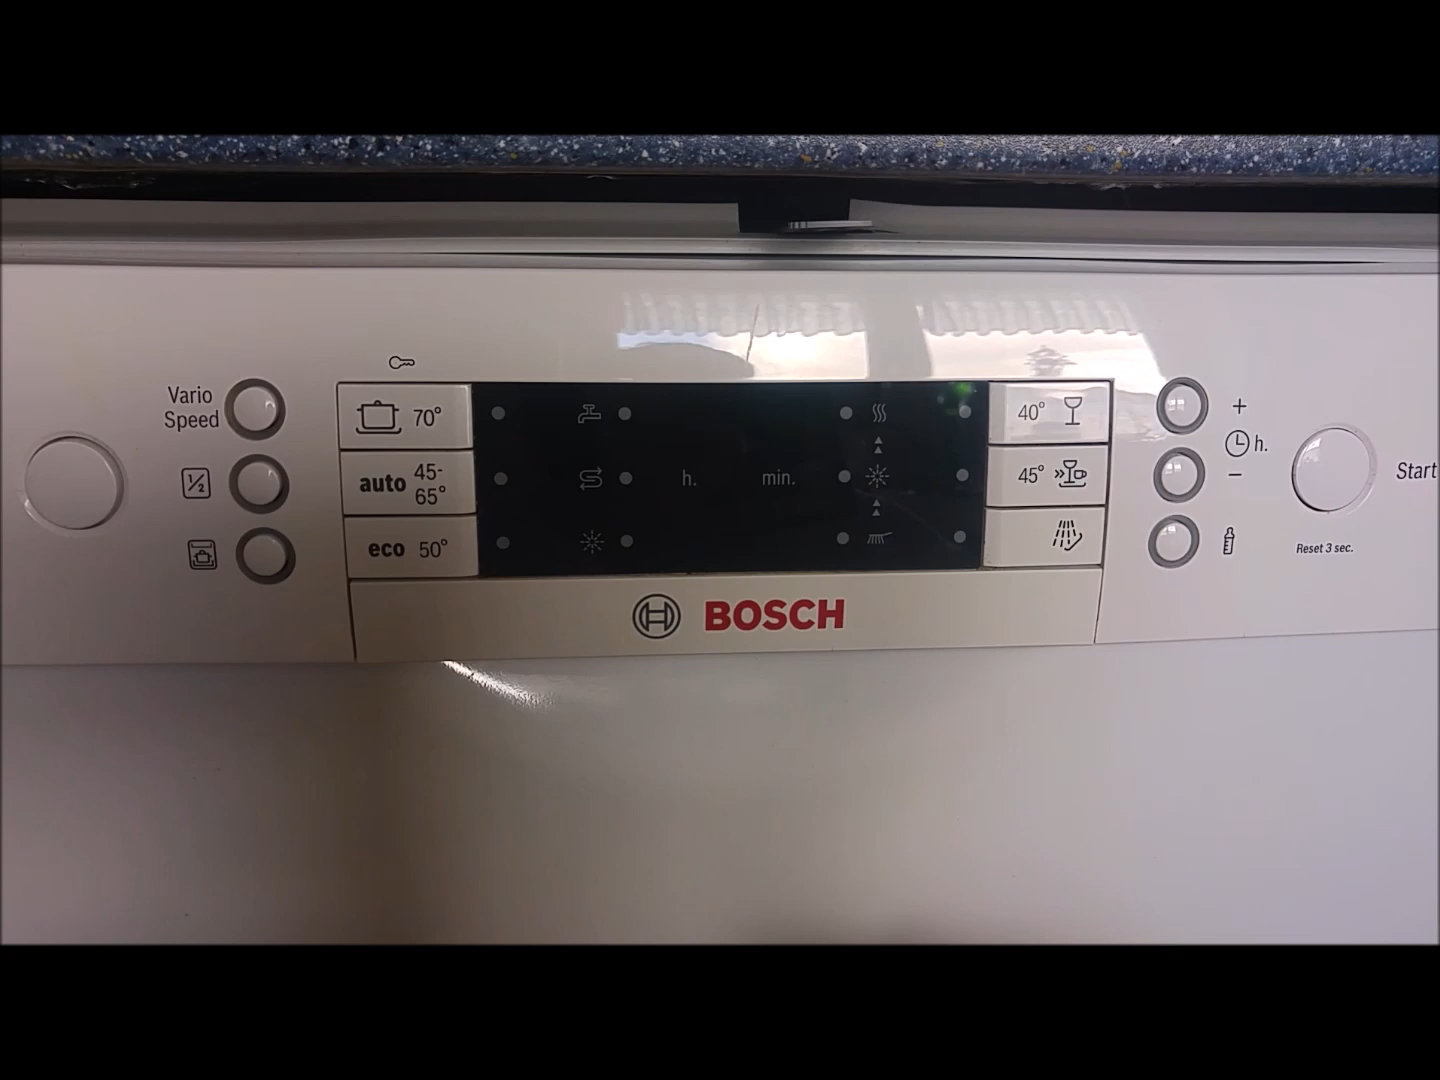 Vario
Speed
1/2
70°
auto 45-
65°
eco 50°
h. min.
40°
45°
+
h.
−
Start
Reset 3 sec.
BOSCH